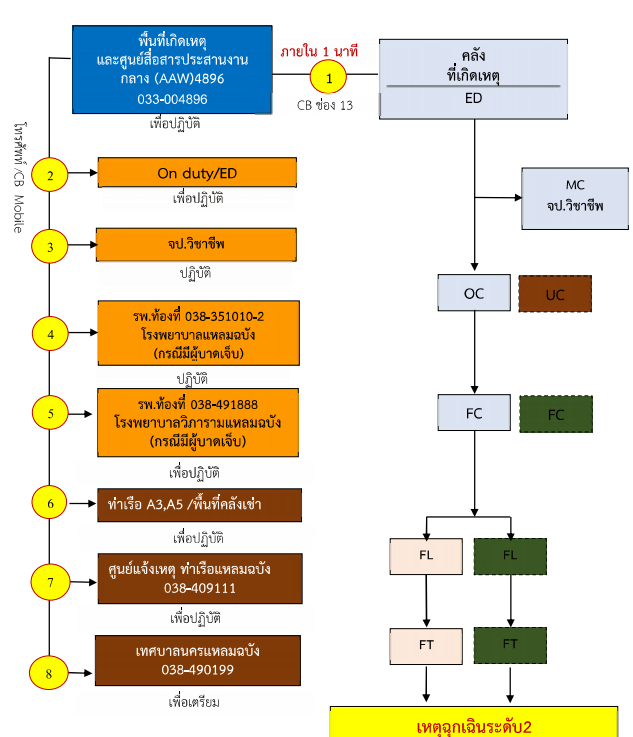 พื้นที่เกิดเหตุ
และศูนย์สื่อสารประสานงาน
กลาง (AAW)4896
033-004896
เพื่อปฏิบัติ
ภายใน 1 นาที
1
CB ช่อง 13
คลัง
ที่เกิดเหตุ
ED
โทรศัพท์ /CB Mobile
2
On duty/ED
เพื่อปฏิบัติ
3
จป.วิชาชีพ
ปฏิบัติ
4
รพ.ท้องที่ 038-351010-2
โรงพยาบาลแหลมฉบัง
(กรณีมีผู้บาดเจ็บ)
ปฏิบัติ
5
รพ.ท้องที่ 038-491888
โรงพยาบาลวิภารามแหลมฉบัง
(กรณีมีผู้บาดเจ็บ)
เพื่อปฏิบัติ
6
ท่าเรือ A3,A5 /พื้นที่คลังเช่า
เพื่อปฏิบัติ
7
ศูนย์แจ้งเหตุ ท่าเรือแหลมฉบัง
038-409111
เพื่อปฏิบัติ
8
เทศบาลนครแหลมฉบัง
038-490199
เพื่อเตรียม
MC
จป.วิชาชีพ
OC
UC
FC
FC
FL
FL
FT
FT
เหตุฉุกเฉินระดับ2